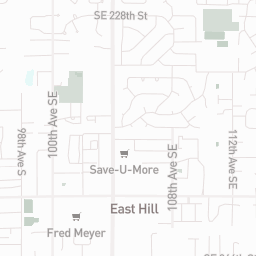 SE 228th St
100th Ave SE
98th Ave S
112th Ave SE
108th Ave SE
Save-U-More
East Hill
Fred Meyer